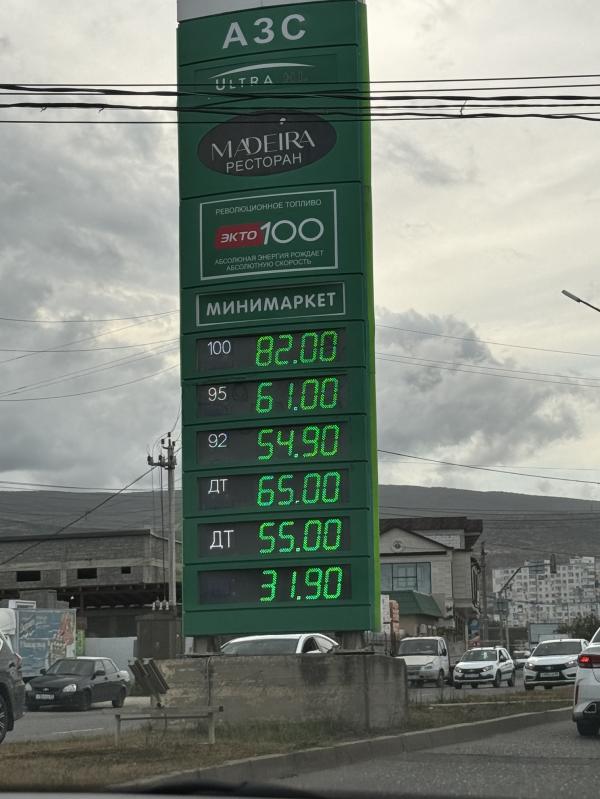 АЗС
ULTRA
MADEIRA
РЕСТОРАН
РЕВОЛЮЦИОННОЕ ТОПЛИВО
ЭКТО100
АБСОЛЮНАЯ ЭНЕРГИЯ РОЖДАЕТ
АБСОЛЮТНУЮ СКОРОСТЬ
МИНИМАРКЕТ
100 82.00
95 61.00
92 54.90
ДТ 65.00
ДТ 55.00
31.90